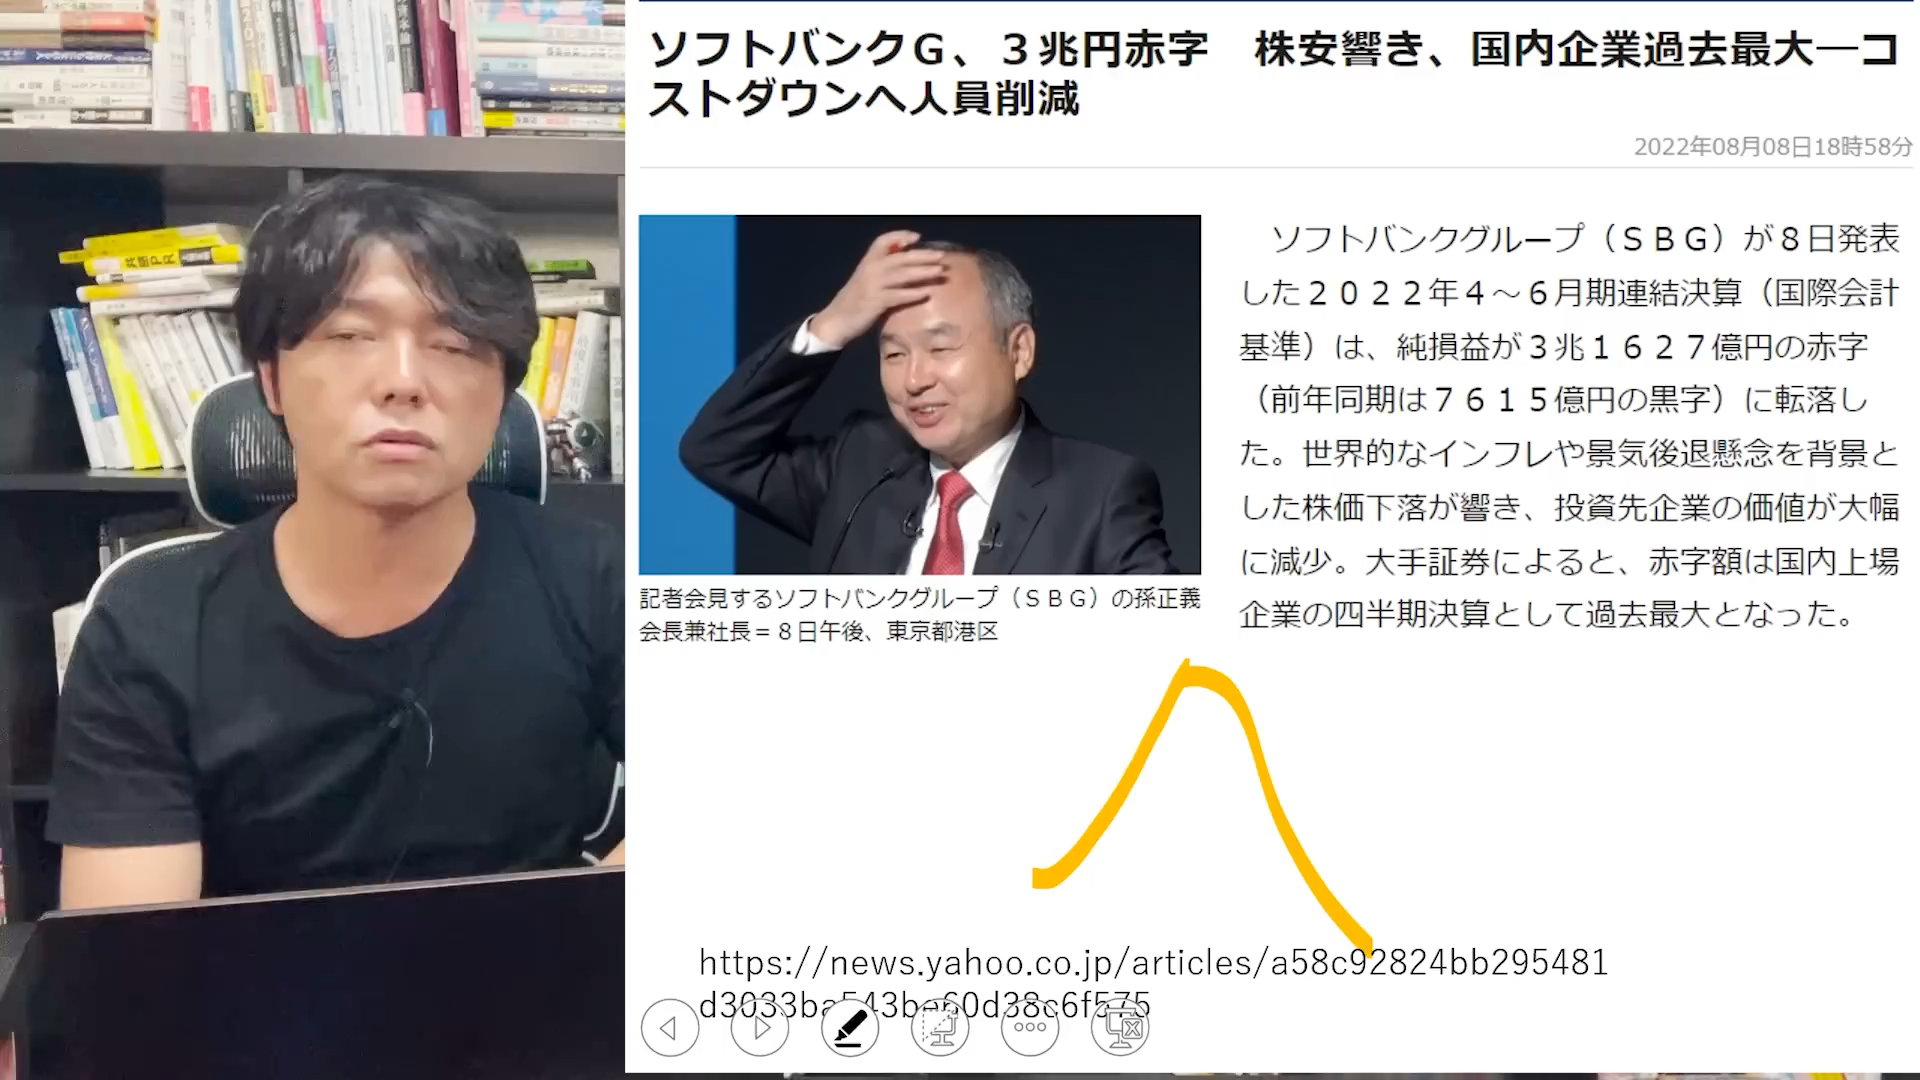 ソフトバンクＧ、３兆円赤字　株安響き、国内企業過去最大―コ
ストダウンへ人員削減
2022年08月08日18時58分
　ソフトバンクグループ（ＳＢＧ）が８日発表
した２０２２年４～６月期連結決算（国際会計
基準）は、純損益が３兆１６２７億円の赤字
（前年同期は７６１５億円の黒字）に転落し
た。世界的なインフレや景気後退懸念を背景と
した株価下落が響き、投資先企業の価値が大幅
に減少。大手証券によると、赤字額は国内上場
企業の四半期決算として過去最大となった。
記者会見するソフトバンクグループ（ＳＢＧ）の孫正義
会長兼社長＝８日午後、東京都港区
https://news.yahoo.co.jp/articles/a58c92824bb295481
d3033ba543be60d38c6f575